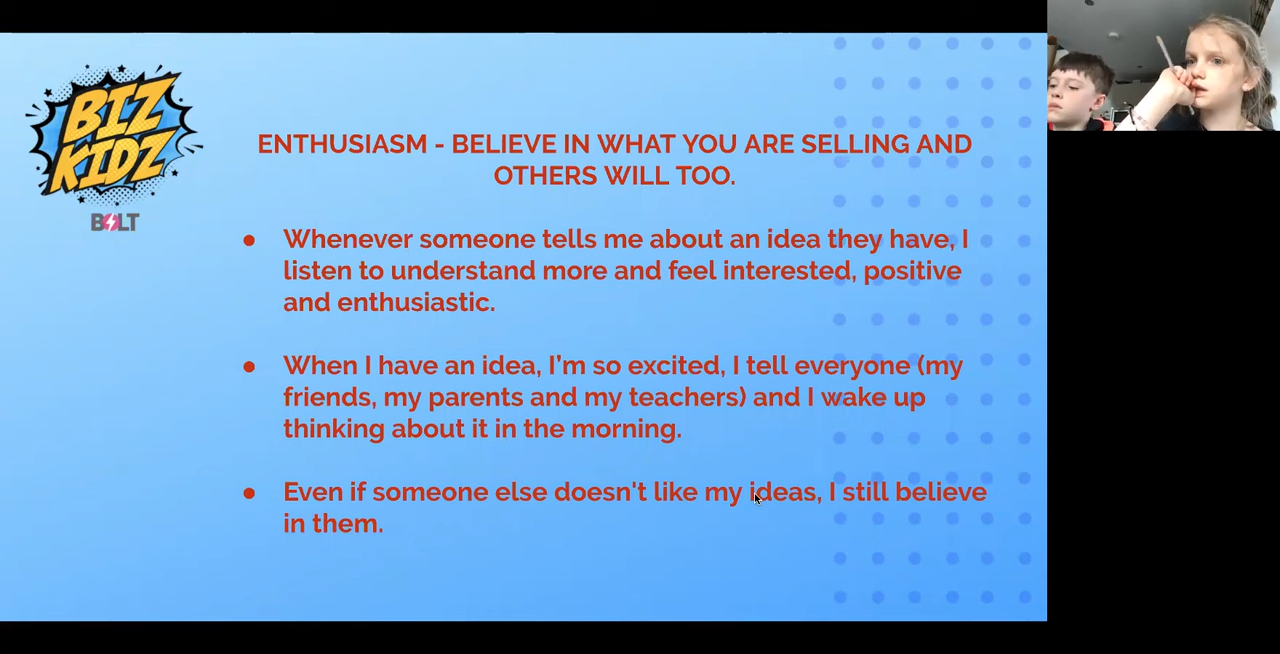 BIZ
KIDZ
BOLT
ENTHUSIASM - BELIEVE IN WHAT YOU ARE SELLING AND
OTHERS WILL TOO.
● Whenever someone tells me about an idea they have, I
listen to understand more and feel interested, positive
and enthusiastic.
● When I have an idea, I’m so excited, I tell everyone (my
friends, my parents and my teachers) and I wake up
thinking about it in the morning.
● Even if someone else doesn't like my ideas, I still believe
in them.